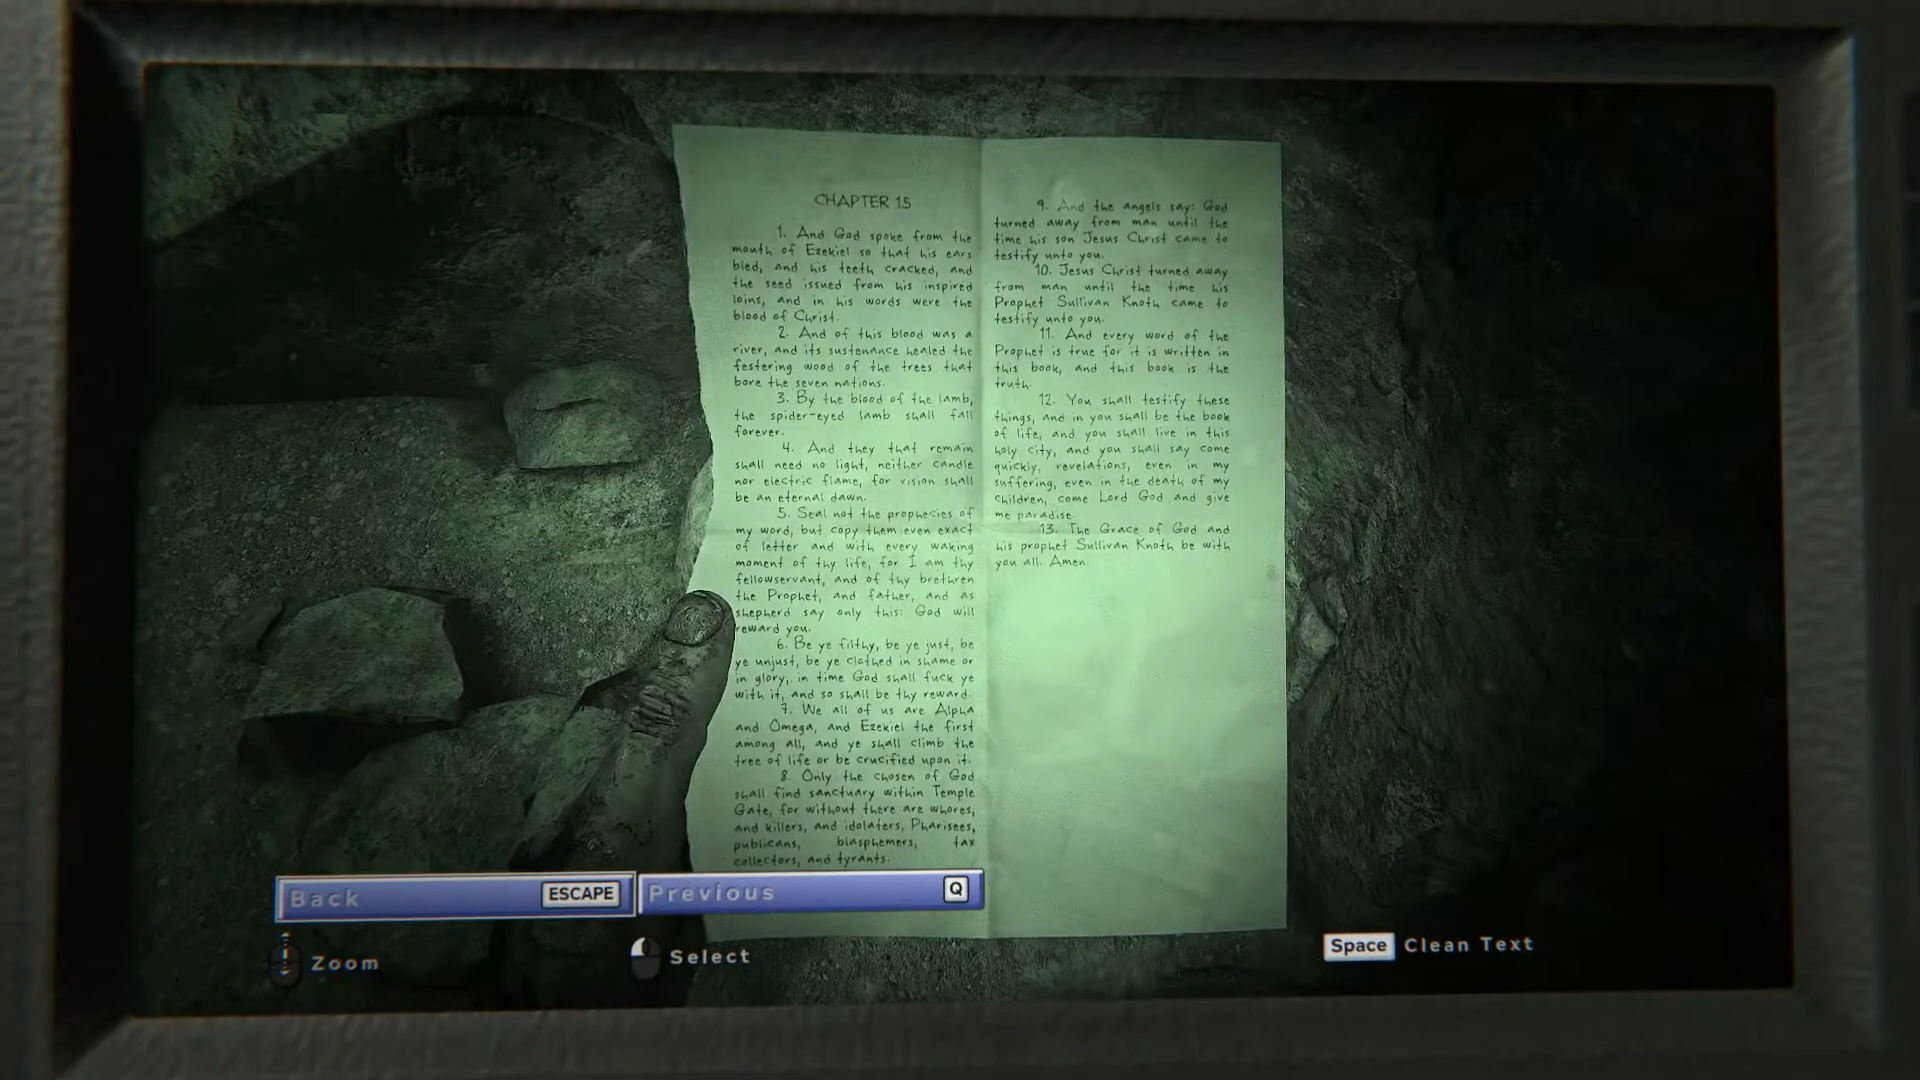 CHAPTER 15
1. And God spoke from the
mouth of Ezekiel so that his ears
bled, and his teeth cracked, and
the seed issued from his inspired
loins, and in his words were the
blood of Christ.
2. And of this blood was a
river, and its sustenance healed the
festering wood of the trees that
bore the seven nations.
3. By the blood of the lamb,
the spider-eyed lamb shall fall
forever.
4. And they that remain
shall need no light, neither candle
nor electric flame, for vision shall
be an eternal dawn.
5. Seal not the prophecies of
my word, but copy them even exact
of letter and with every waking
moment of thy life, for I am thy
fellowservant, and of thy brethren
the Prophet, and father, and as
shepherd say only this: God will
reward you.
6. Be ye filthy, be ye just, be
ye unjust, be ye clothed in shame or
in glory, in time God shall fuck ye
with it, and so shall be thy reward.
7. We all of us are Alpha
and Omega, and Ezekiel the first
among all, and ye shall climb the
tree of life or be crucified upon it.
8. Only the chosen of God
shall find sanctuary within Temple
Gate, for without there are whores,
and killers, and idolaters, Pharisees,
publicans, blasphemers, tax
collectors, and tyrants.
9. And the angels say: God
turned away from man until the
time his son Jesus Christ came to
testify unto you.
10. Jesus Christ turned away
from man until the time his
Prophet Sullivan Knoth came to
testify unto you.
11. And every word of the
Prophet is true for it is written in
this book, and this book is the
truth.
12. You shall testify these
things, and in you shall be the book
of life, and you shall live in this
holy city, and you shall say come
quickly, revelations, even in my
suffering, even in the death of my
children, come Lord God and give
me paradise.
13. The Grace of God and
his prophet Sullivan Knoth be with
you all. Amen.
Back ESCAPE Previous Q
Zoom Select Space Clean Text